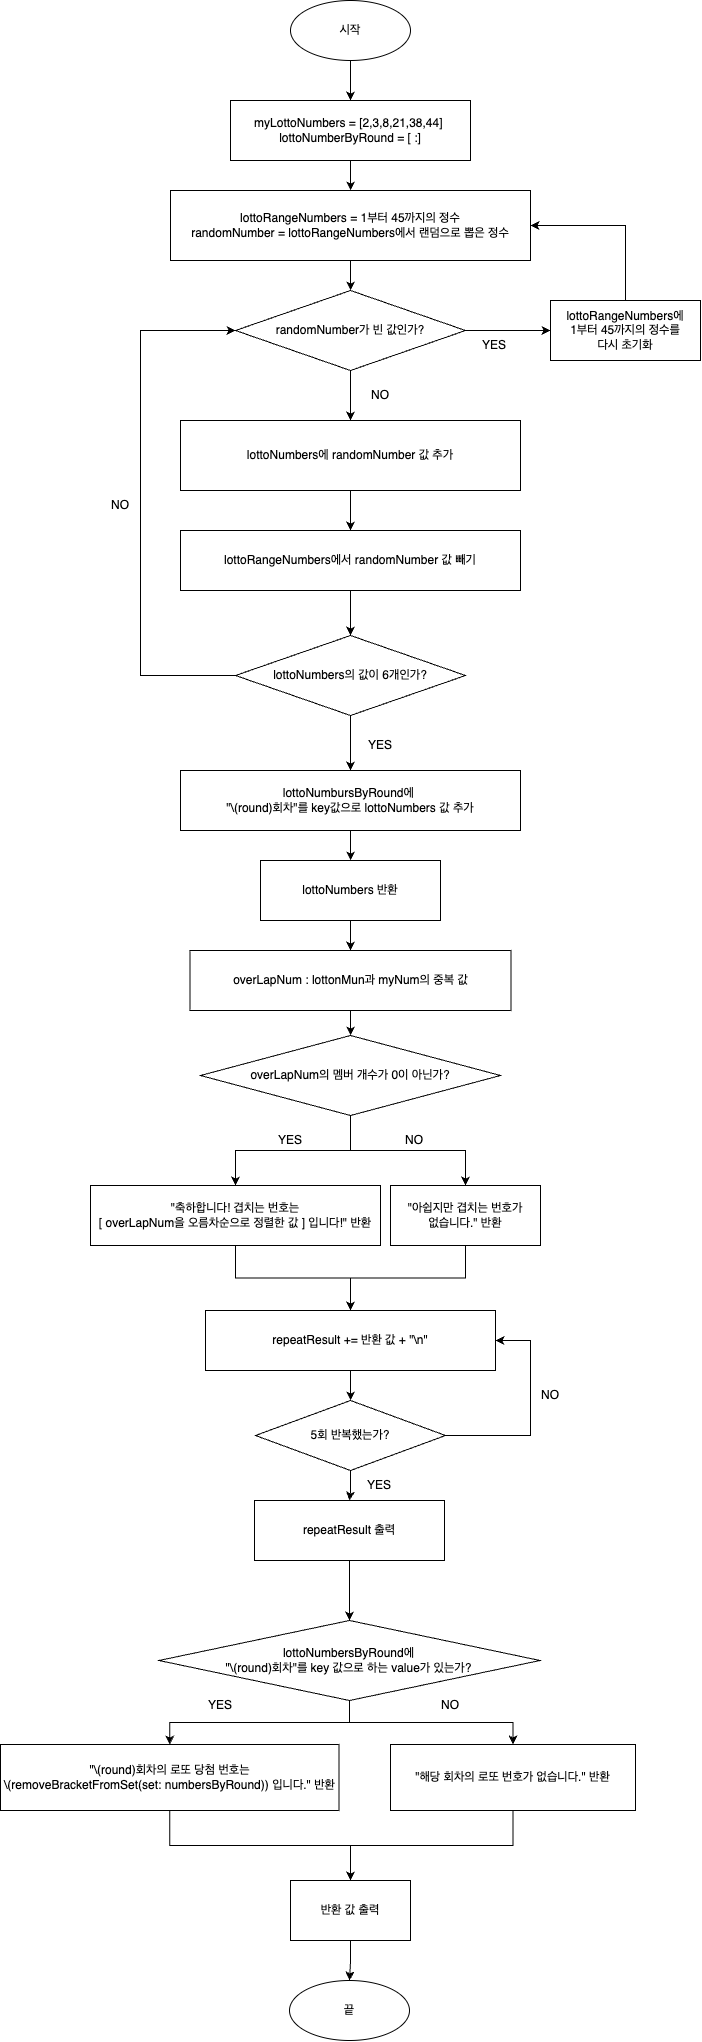 시작
myLottoNumbers = [2,3,8,21,38,44]
lottoNumberByRound = [ :]
lottoRangeNumbers = 1부터 45까지의 정수
randomNumber = lottoRangeNumbers에서 랜덤으로 뽑은 정수
randomNumber가 빈 값인가?
YES
lottoRangeNumbers에
1부터 45까지의 정수를
다시 초기화
NO
lottoNumbers에 randomNumber 값 추가
NO
lottoRangeNumbers에서 randomNumber 값 빼기
lottoNumbers의 값이 6개인가?
YES
lottoNumbursByRound에
"\(round)회차"를 key값으로 lottoNumbers 값 추가
lottoNumbers 반환
overLapNum : lottonMun과 myNum의 중복 값
overLapNum의 멤버 개수가 0이 아닌가?
YES
NO
"축하합니다! 겹치는 번호는
[ overLapNum을 오름차순으로 정렬한 값 ] 입니다!" 반환
"아쉽지만 겹치는 번호가
없습니다." 반환
repeatResult += 반환 값 + "\n"
NO
5회 반복했는가?
YES
repeatResult 출력
lottoNumbersByRound에
"\(round)회차"를 key 값으로 하는 value가 있는가?
YES
NO
"\(round)회차의 로또 당첨 번호는
\(removeBracketFromSet(set: numbersByRound)) 입니다." 반환
"해당 회차의 로또 번호가 없습니다." 반환
반환 값 출력
끝